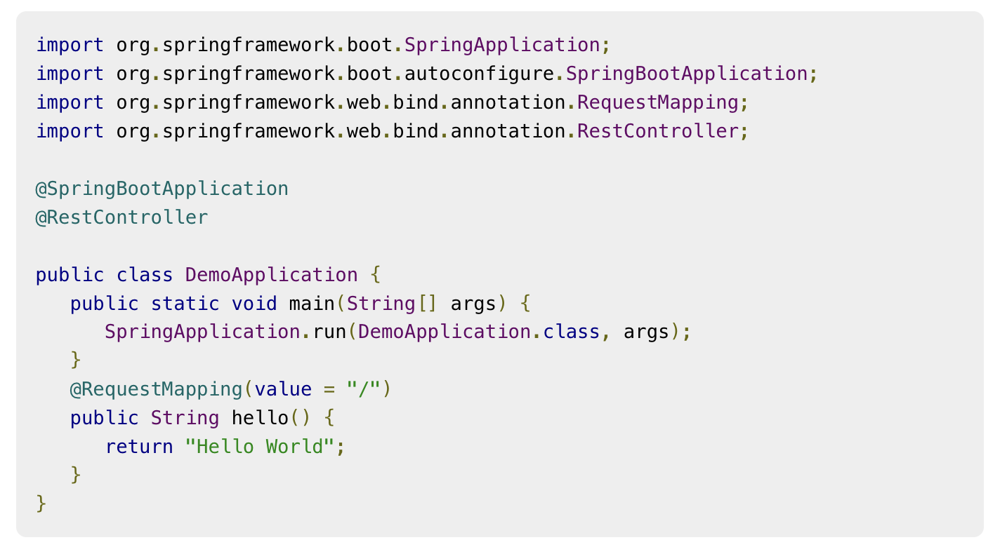 import org.springframework.boot.SpringApplication;
import org.springframework.boot.autoconfigure.SpringBootApplication;
import org.springframework.web.bind.annotation.RequestMapping;
import org.springframework.web.bind.annotation.RestController;

@SpringBootApplication
@RestController

public class DemoApplication {
   public static void main(String[] args) {
      SpringApplication.run(DemoApplication.class, args);
   }
   @RequestMapping(value = "/")
   public String hello() {
      return "Hello World";
   }
}